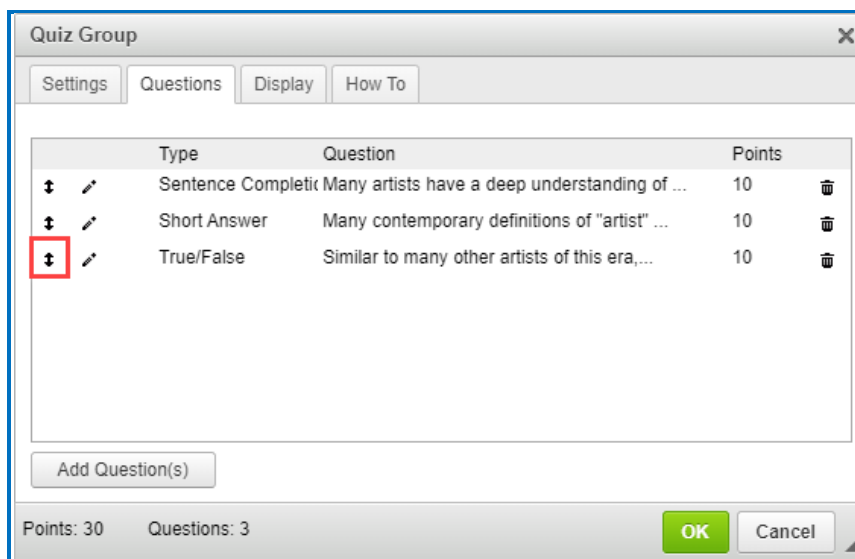 Quiz Group
Settings Questions Display How To
Type Question Points
Sentence Completic Many artists have a deep understanding of ... 10
Short Answer Many contemporary definitions of "artist" ... 10
True/False Similar to many other artists of this era,... 10
Add Question(s)
Points: 30 Questions: 3 OK Cancel